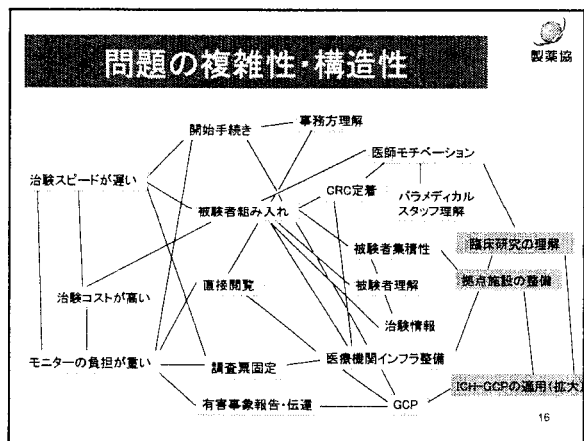 問題の複雑性・構造性
製薬協
開始手続き
事務方理解
医師モチベーション
治験スピードが遅い
CRC定着
パラメディカル
スタッフ理解
被験者組み入れ
被験者集積性
臨床研究の理解
直接閲覧
被験者理解
拠点施設の整備
治験コストが高い
治験情報
モニターの負担が重い
調査票固定
医療機関インフラ整備
ICH-GCPの適用(拡大)
有害事象報告・伝達
GCP
16